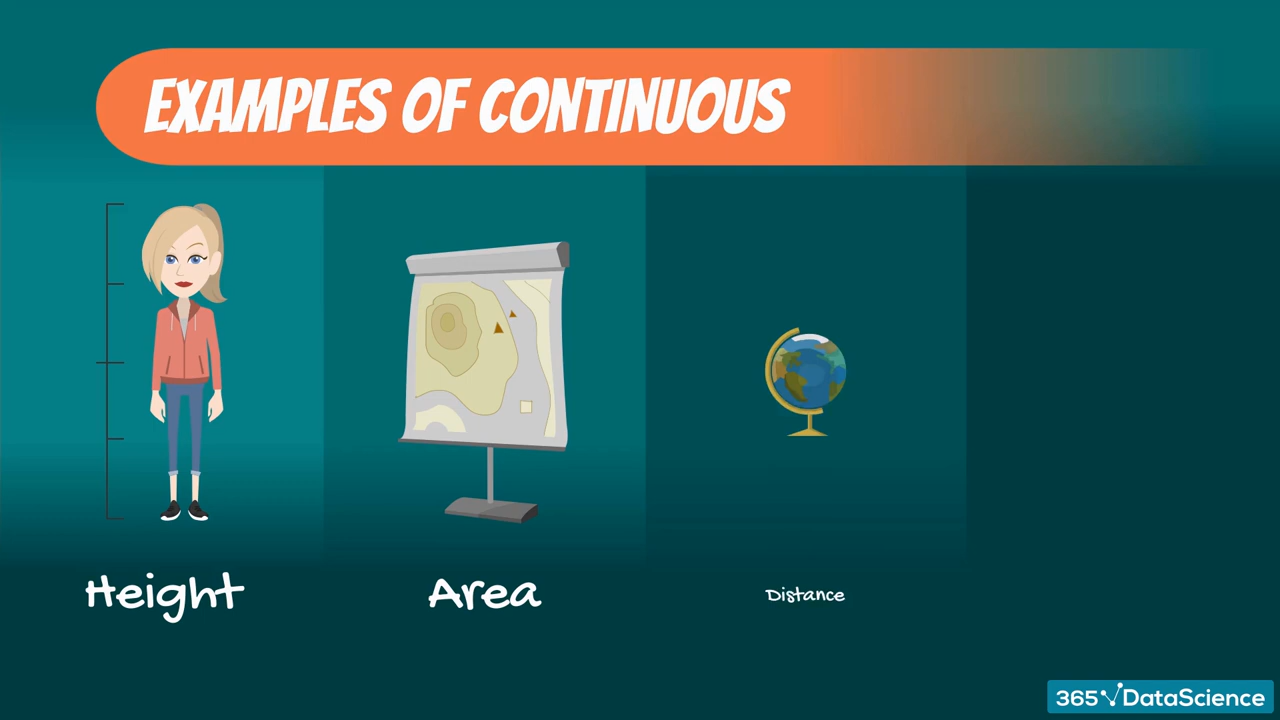 EXAMPLES OF CONTINUOUS
Height
Area
Distance
365 DataScience